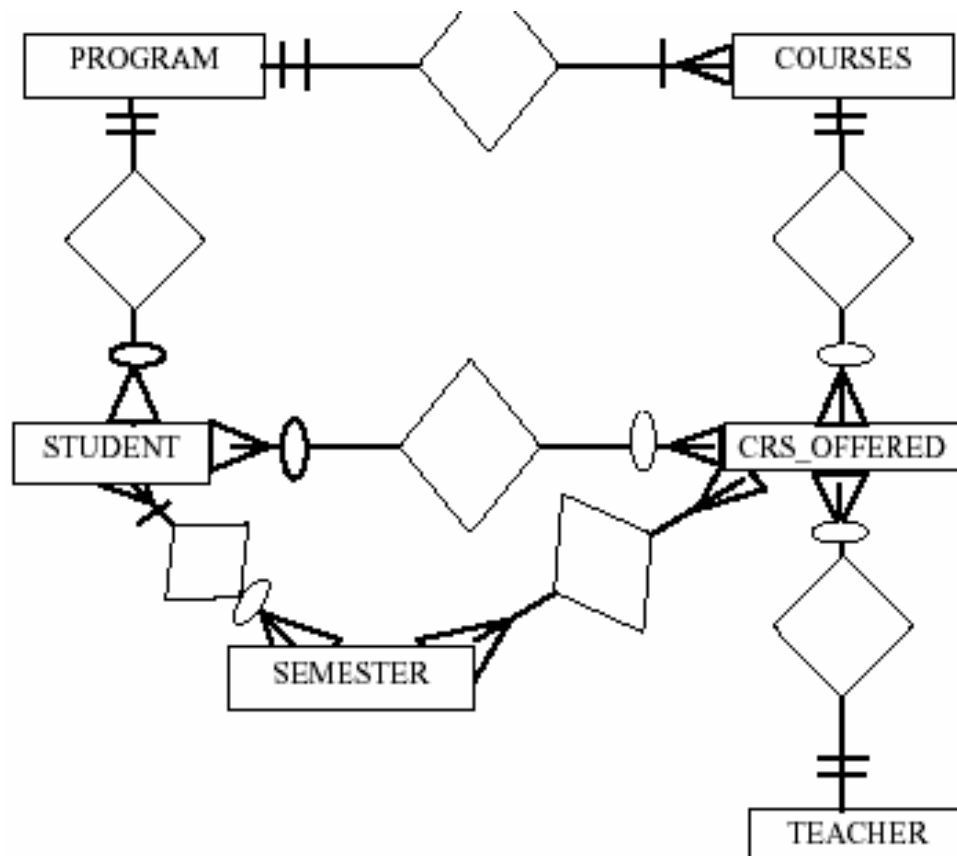 PROGRAM
COURSES
STUDENT
CRS_OFFERED
SEMESTER
TEACHER